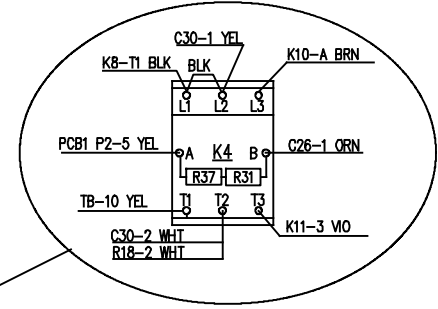 C30-1 YEL
K8-T1 BLK
BLK
K10-A BRN
L1 L2 L3
PCB1 P2-5 YEL
A K4 B
C26-1 ORN
R37 R31
TB-10 YEL
T1 T2 T3
C30-2 WHT
K11-3 VIO
R18-2 WHT